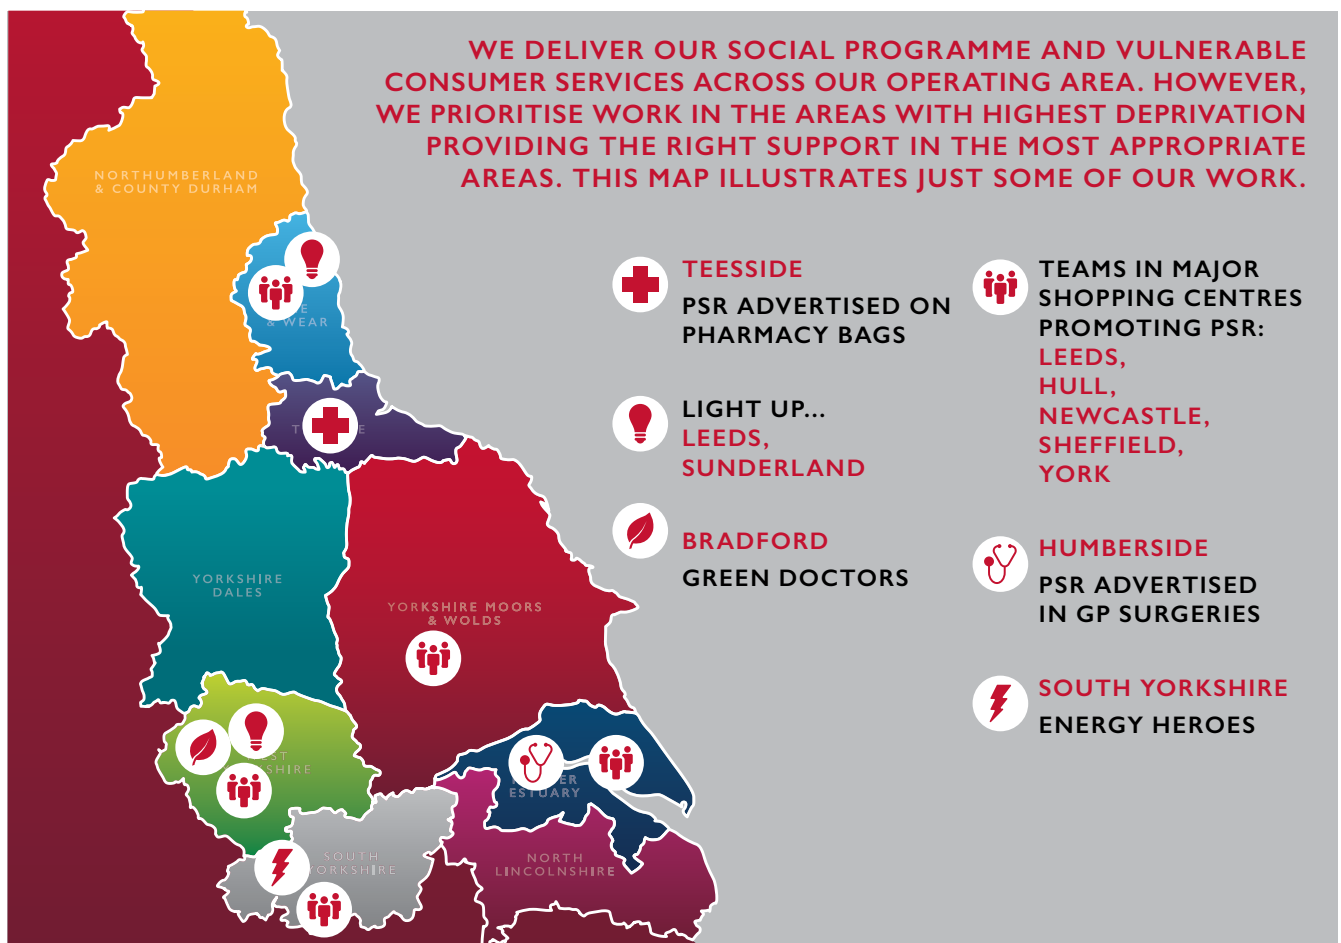 WE DELIVER OUR SOCIAL PROGRAMME AND VULNERABLE
CONSUMER SERVICES ACROSS OUR OPERATING AREA. HOWEVER,
WE PRIORITISE WORK IN THE AREAS WITH HIGHEST DEPRIVATION
PROVIDING THE RIGHT SUPPORT IN THE MOST APPROPRIATE
AREAS. THIS MAP ILLUSTRATES JUST SOME OF OUR WORK.
NORTHUMBERLAND
& COUNTY DURHAM
& WEAR
YORKSHIRE
DALES
YORKSHIRE MOORS
& WOLDS
ESTUARY
SOUTH
YORKSHIRE
NORTH
LINCOLNSHIRE
TEESSIDE
PSR ADVERTISED ON
PHARMACY BAGS
LIGHT UP...
LEEDS,
SUNDERLAND
BRADFORD
GREEN DOCTORS
TEAMS IN MAJOR
SHOPPING CENTRES
PROMOTING PSR:
LEEDS,
HULL,
NEWCASTLE,
SHEFFIELD,
YORK
HUMBERSIDE
PSR ADVERTISED
IN GP SURGERIES
SOUTH YORKSHIRE
ENERGY HEROES